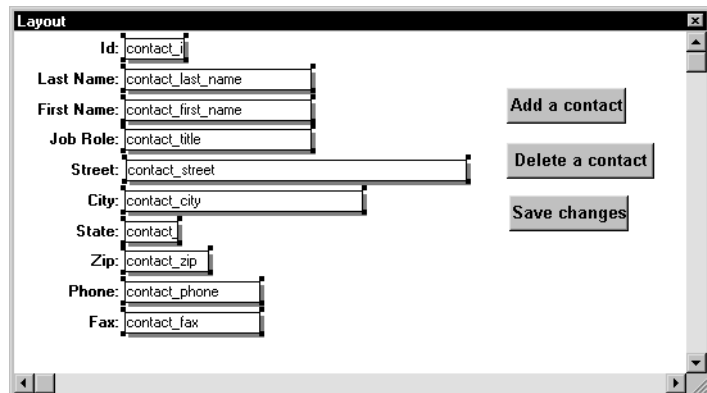 Layout
Id: contact_i
Last Name: contact_last_name
First Name: contact_first_name
Add a contact
Job Role: contact_title
Street: contact_street
Delete a contact
City: contact_city
Save changes
State: contact_
Zip: contact_zip
Phone: contact_phone
Fax: contact_fax